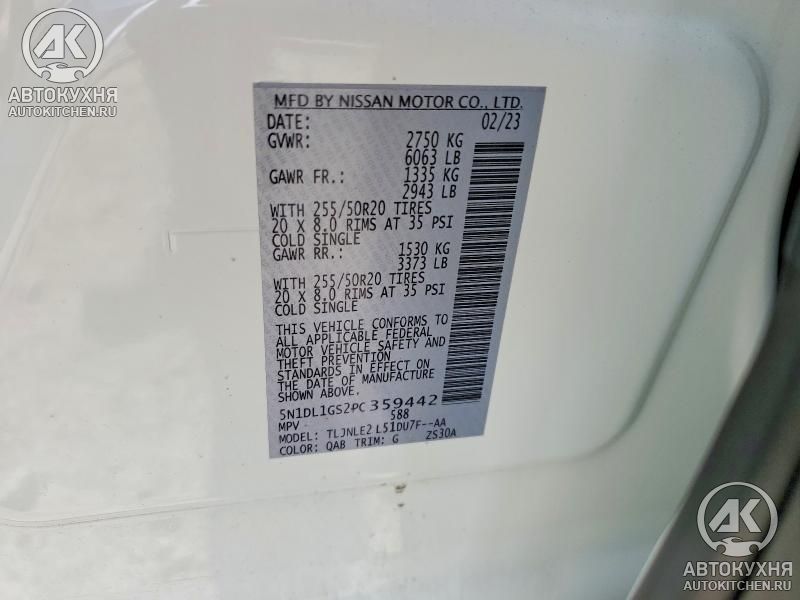 АК
АВТОКУХНЯ
AUTOKITCHEN.RU
MFD BY NISSAN MOTOR CO., LTD.
DATE: 02/23
GVWR: 2750 KG
6063 LB
GAWR FR.: 1335 KG
2943 LB
WITH 255/50R20 TIRES
20 X 8.0 RIMS AT 35 PSI
COLD SINGLE
GAWR RR.: 1530 KG
3373 LB
WITH 255/50R20 TIRES
20 X 8.0 RIMS AT 35 PSI
COLD SINGLE
THIS VEHICLE CONFORMS TO
ALL APPLICABLE FEDERAL
MOTOR VEHICLE SAFETY AND
THEFT PREVENTION
STANDARDS IN EFFECT ON
THE DATE OF MANUFACTURE
SHOWN ABOVE.
5N1DL1GS2PC359442
MPV 588
MODEL: TLJNLE2 L51DU7F--AA
COLOR: QAB TRIM: G ZS30A
АК
АВТОКУХНЯ
AUTOKITCHEN.RU